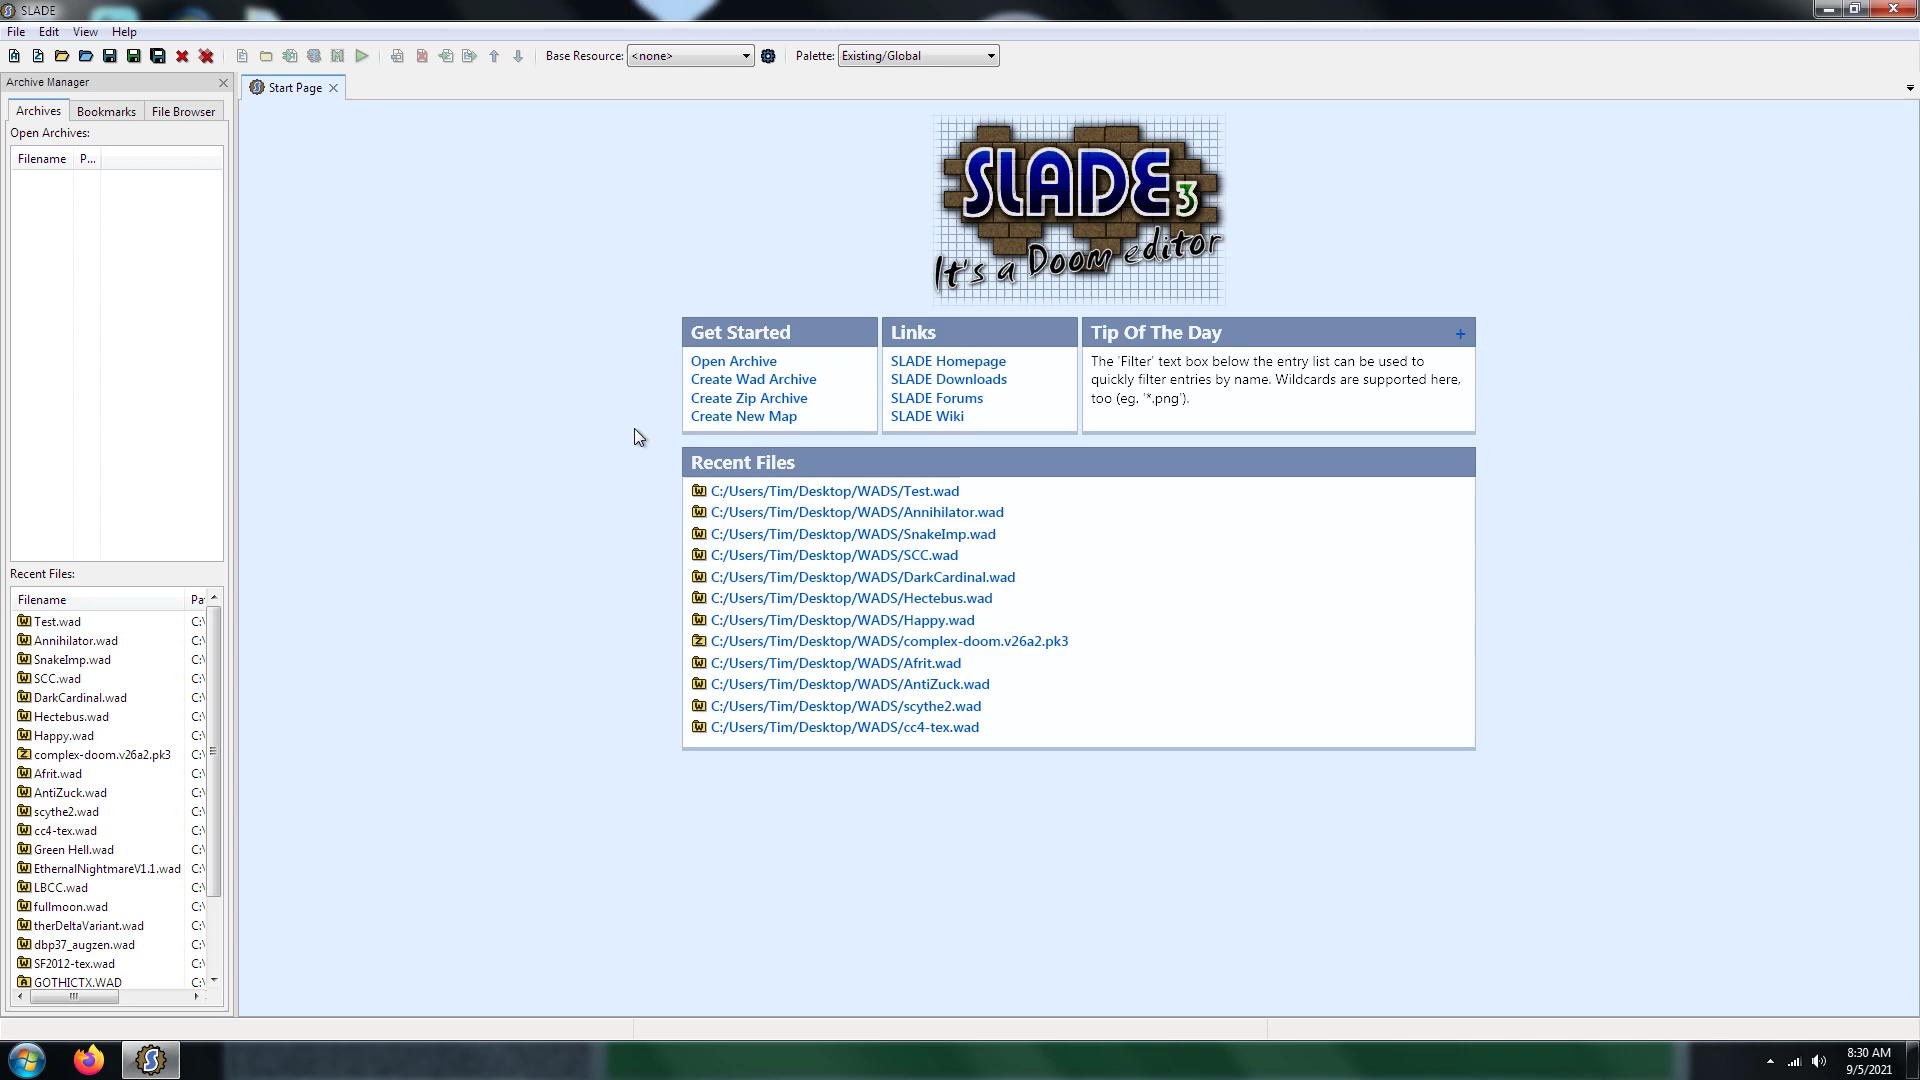 SLADE
File Edit View Help
Base Resource: <none> Palette: Existing/Global
Archive Manager
Start Page
Archives Bookmarks File Browser
Open Archives:
Filename P...
SLADE 3
It's a Doom editor
Get Started
Open Archive
Create Wad Archive
Create Zip Archive
Create New Map
Links
SLADE Homepage
SLADE Downloads
SLADE Forums
SLADE Wiki
Tip Of The Day +
The 'Filter' text box below the entry list can be used to
quickly filter entries by name. Wildcards are supported here,
too (eg. '*.png').
Recent Files
C:/Users/Tim/Desktop/WADS/Test.wad
C:/Users/Tim/Desktop/WADS/Annihilator.wad
C:/Users/Tim/Desktop/WADS/SnakeImp.wad
C:/Users/Tim/Desktop/WADS/SCC.wad
C:/Users/Tim/Desktop/WADS/DarkCardinal.wad
C:/Users/Tim/Desktop/WADS/Hectebus.wad
C:/Users/Tim/Desktop/WADS/Happy.wad
C:/Users/Tim/Desktop/WADS/complex-doom.v26a2.pk3
C:/Users/Tim/Desktop/WADS/Afrit.wad
C:/Users/Tim/Desktop/WADS/AntiZuck.wad
C:/Users/Tim/Desktop/WADS/scythe2.wad
C:/Users/Tim/Desktop/WADS/cc4-tex.wad
Recent Files:
Filename Pa
Test.wad C:\
Annihilator.wad C:\
SnakeImp.wad C:\
SCC.wad C:\
DarkCardinal.wad C:\
Hectebus.wad C:\
Happy.wad C:\
complex-doom.v26a2.pk3 C:\
Afrit.wad C:\
AntiZuck.wad C:\
scythe2.wad C:\
cc4-tex.wad C:\
Green Hell.wad C:\
EthernalNightmareV1.1.wad C:\
LBCC.wad C:\
fullmoon.wad C:\
therDeltaVariant.wad C:\
dbp37_augzen.wad C:\
SF2012-tex.wad C:\
GOTHICTX.WAD C:\
8:30 AM
9/5/2021